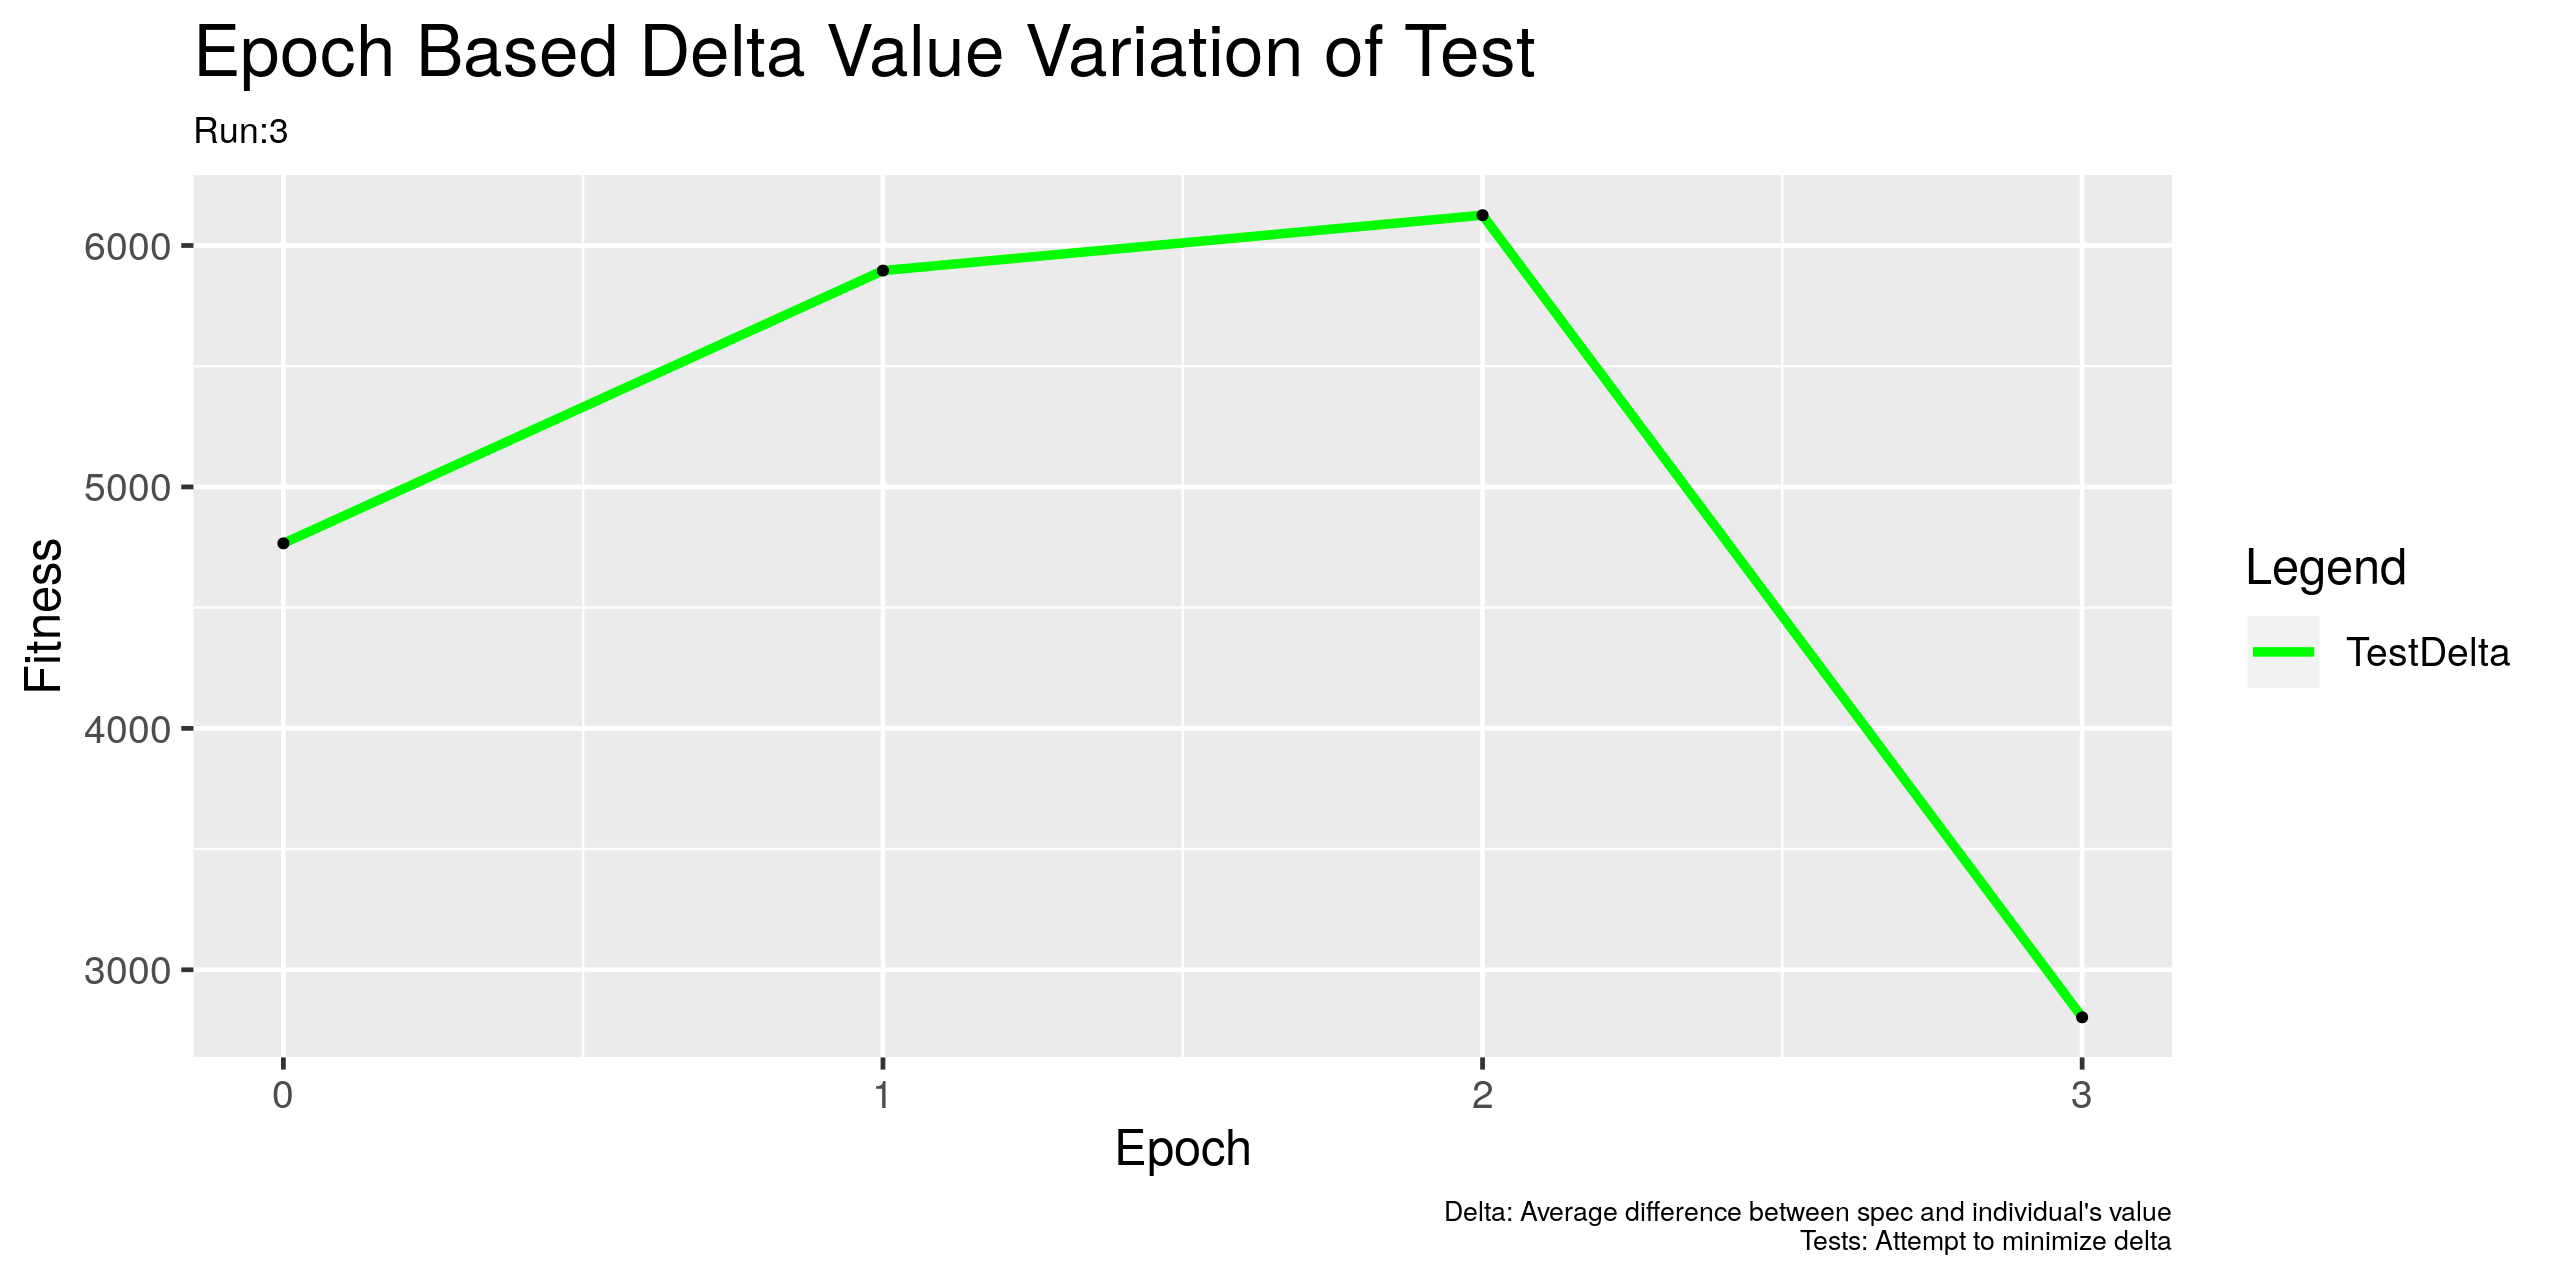 Epoch Based Delta Value Variation of Test
Run:3
6000
5000
4000
3000
Fitness
0 1 2 3
Epoch
Legend
TestDelta
Delta: Average difference between spec and individual's value
Tests: Attempt to minimize delta